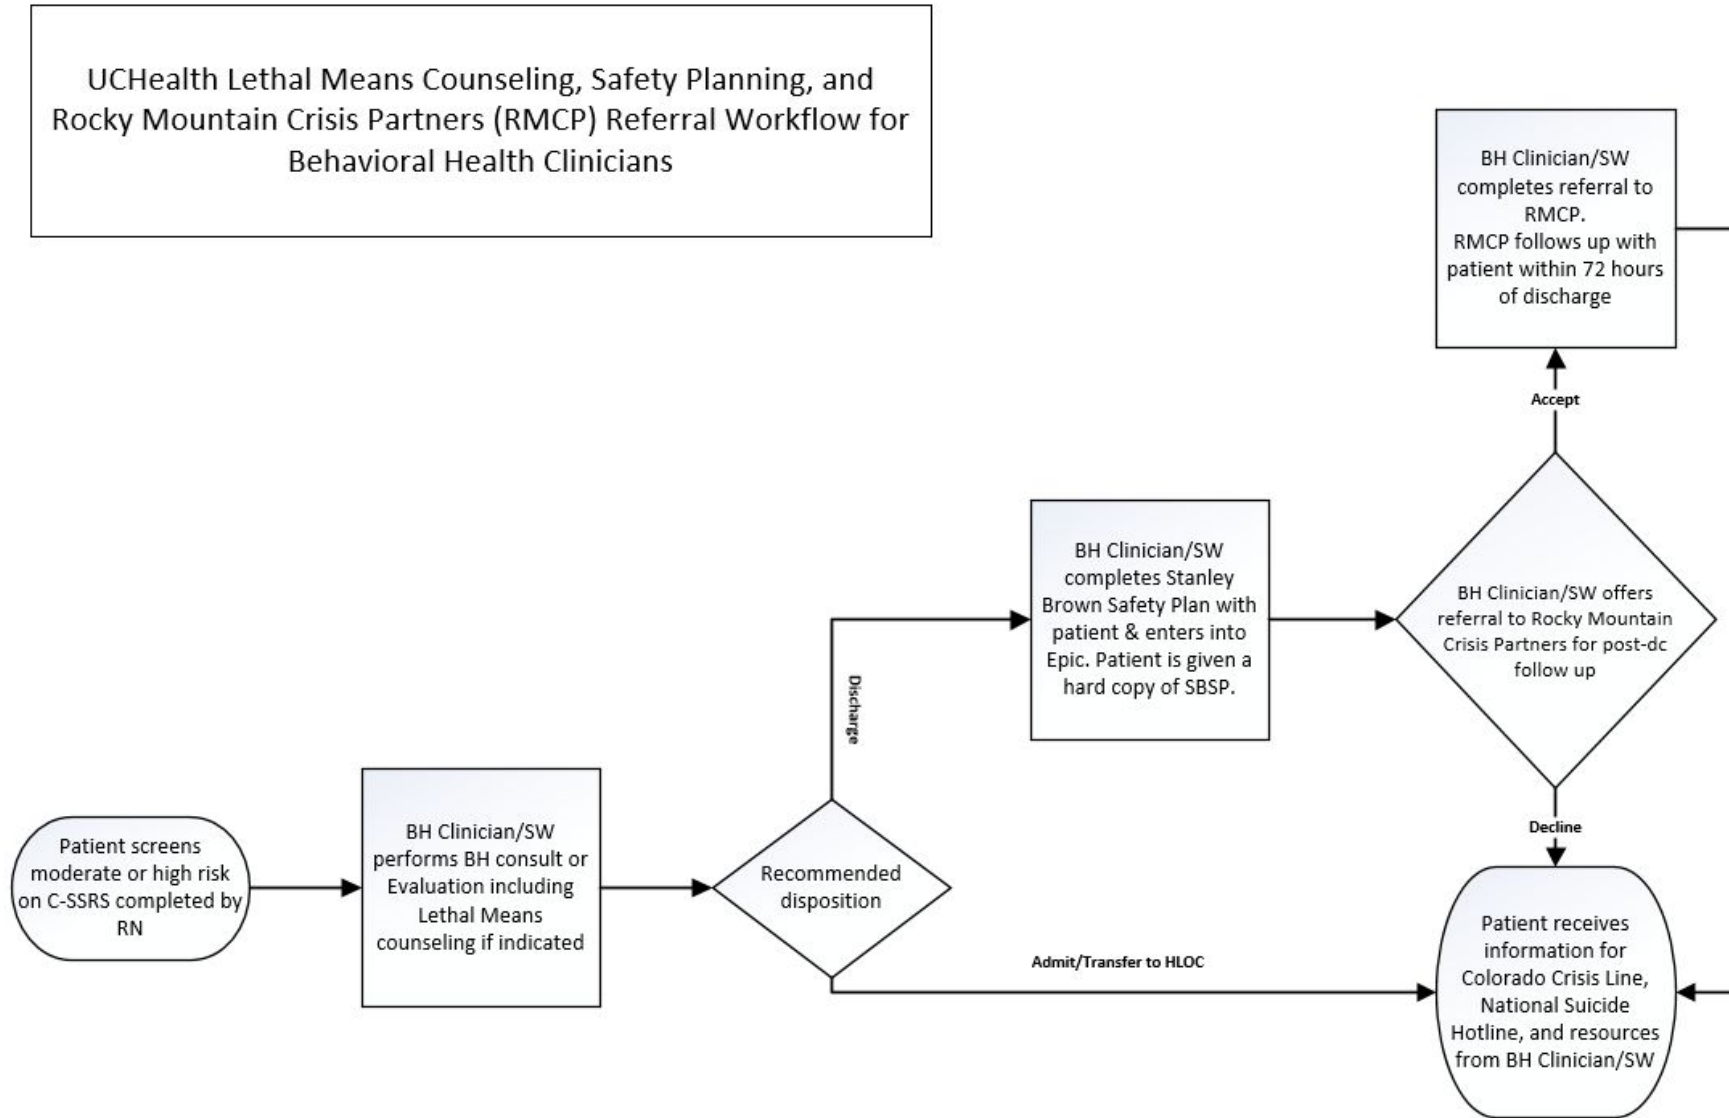 UCHealth Lethal Means Counseling, Safety Planning, and
Rocky Mountain Crisis Partners (RMCP) Referral Workflow for
Behavioral Health Clinicians
Patient screens
moderate or high risk
on C-SSRS completed by
RN
BH Clinician/SW
performs BH consult or
Evaluation including
Lethal Means
counseling if indicated
Recommended
disposition
Discharge
BH Clinician/SW
completes Stanley
Brown Safety Plan with
patient & enters into
Epic. Patient is given a
hard copy of SBSP.
BH Clinician/SW offers
referral to Rocky Mountain
Crisis Partners for post-dc
follow up
Accept
BH Clinician/SW
completes referral to
RMCP.
RMCP follows up with
patient within 72 hours
of discharge
Decline
Admit/Transfer to HLOC
Patient receives
information for
Colorado Crisis Line,
National Suicide
Hotline, and resources
from BH Clinician/SW